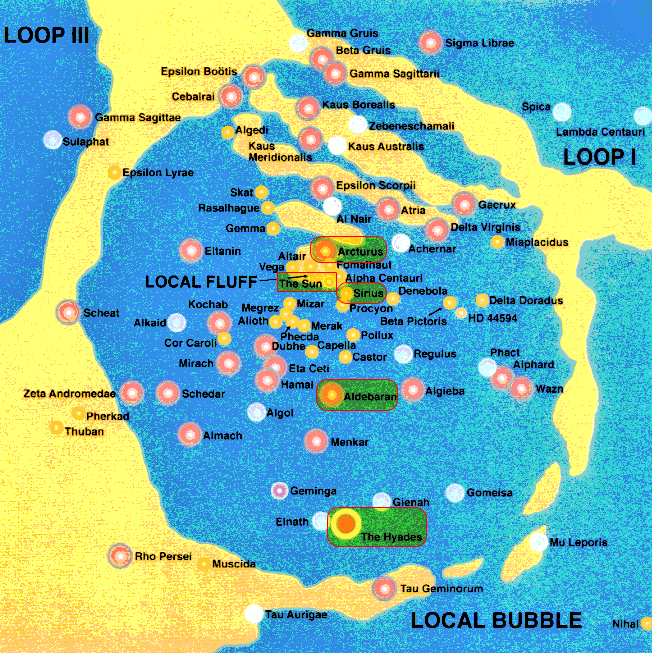 LOOP III
Gamma Gruis
Beta Gruis
Sigma Librae
Epsilon Boötis
Gamma Sagittarii
Cebalrai
Kaus Borealis
Spica
Gamma Sagittae
Zebeneschamali
Lambda Centauri
Algedi
Sulaphat
Kaus
Meridionalis
Kaus Australis
LOOP I
Epsilon Lyrae
Skat
Epsilon Scorpii
Rasalhague
Al Nair
Atria
Gacrux
Gemma
Delta Virginis
Eltanin
Arcturus
Achernar
Miaplacidus
Altair
Vega
Fomalhaut
LOCAL FLUFF
The Sun
Alpha Centauri
Sirius
Denebola
Kochab
Mizar
Procyon
Delta Doradus
Scheat
Megrez
Alkaid
Alioth
Merak
Beta Pictoris
HD 44594
Phecda
Pollux
Cor Caroli
Dubhe
Capella
Castor
Regulus
Phact
Mirach
Eta Ceti
Alphard
Hamal
Zeta Andromedae
Schedar
Aldebaran
Algieba
Wazn
Pherkad
Algol
Thuban
Almach
Menkar
Geminga
Gienah
Gomeisa
Elnath
The Hyades
Mu Leporis
Rho Persei
Muscida
Tau Geminorum
Tau Aurigae
LOCAL BUBBLE
Nihal